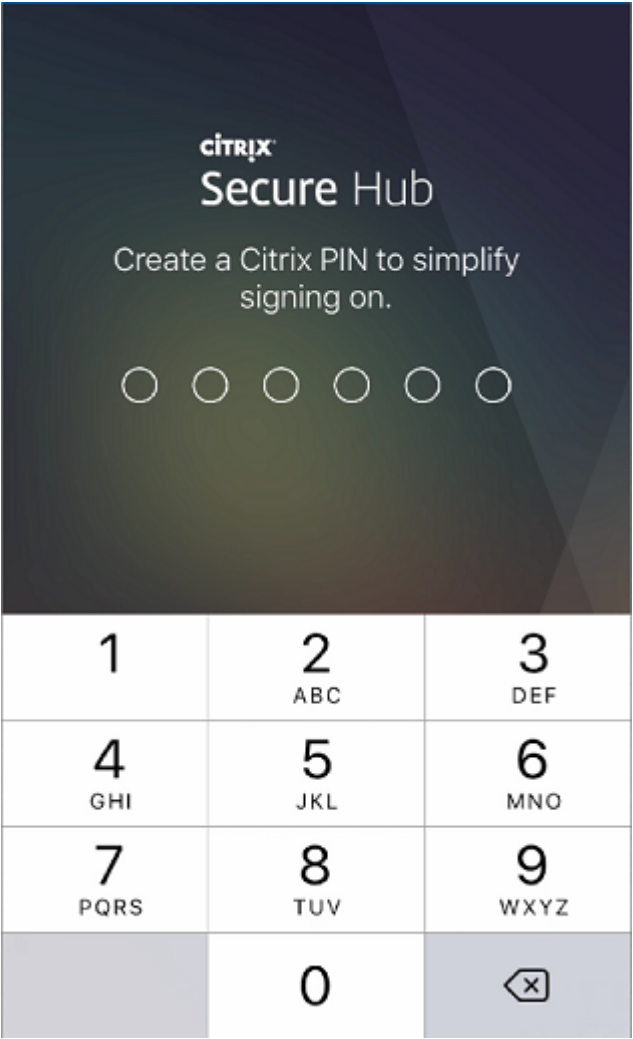 citrix
Secure Hub
Create a Citrix PIN to simplify
signing on.
1 2 3
ABC DEF
4 5 6
GHI JKL MNO
7 8 9
PQRS TUV WXYZ
0